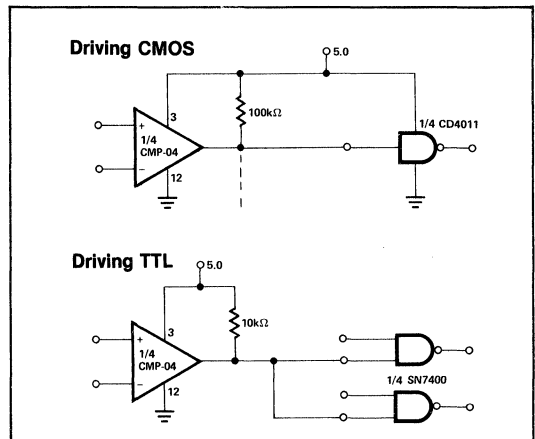 Driving CMOS
5.0
3
100kΩ
1/4 CD4011
+
1/4
CMP-04
−
12
Driving TTL
5.0
3
10kΩ
+
1/4
CMP-04
−
12
1/4 SN7400